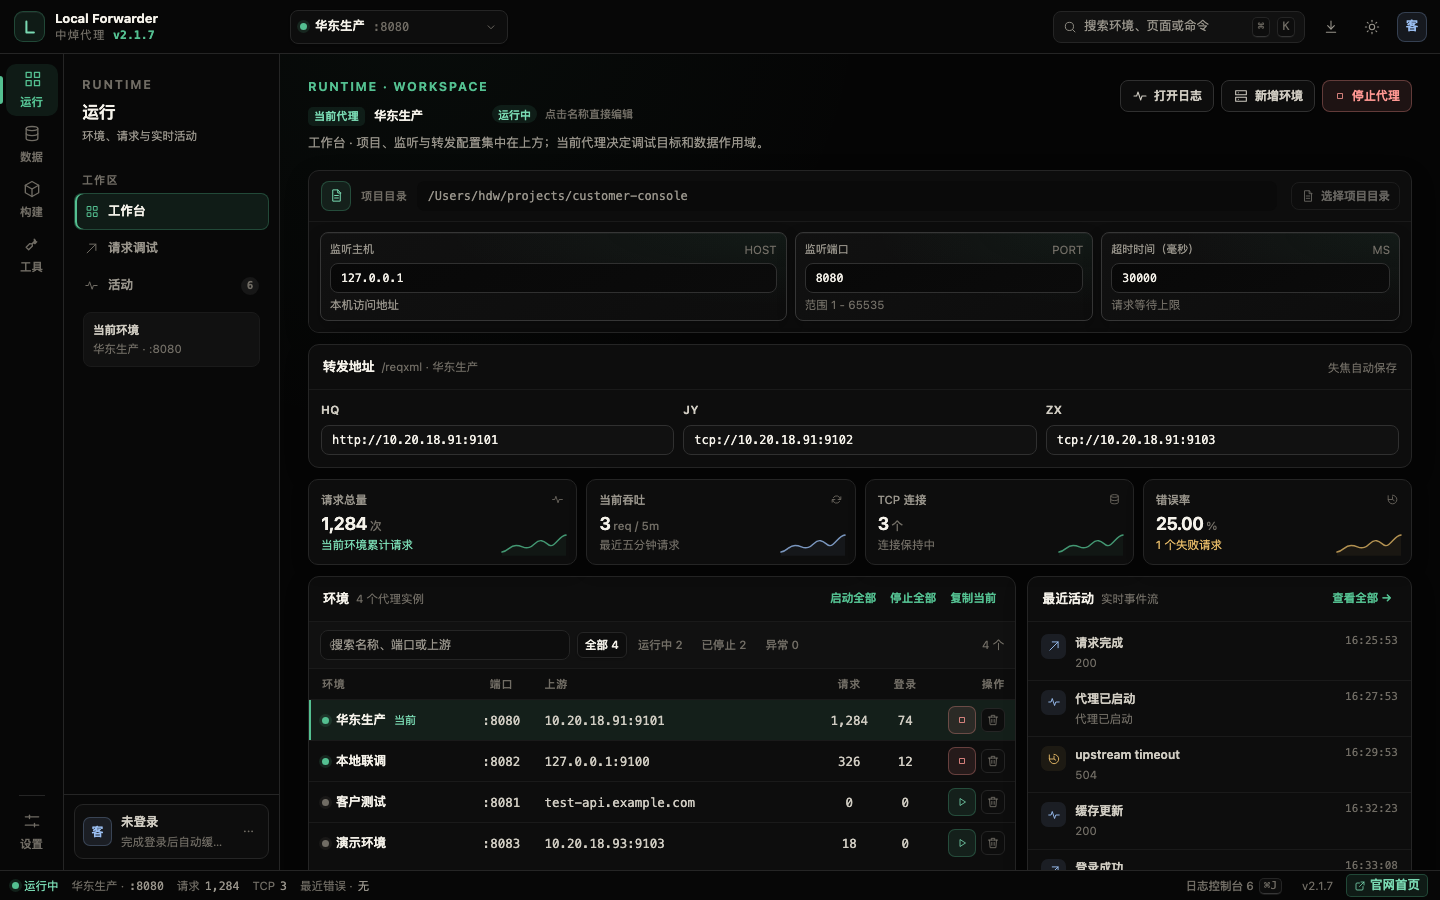 L
Local Forwarder
中焯代理 v2.1.7
华东生产 :8080
搜索环境、页面或命令 ⌘ K
客
运行
数据
构建
工具
设置
RUNTIME
运行
环境、请求与实时活动
工作区
工作台
请求调试
活动 6
当前环境
华东生产 · :8080
客
未登录
完成登录后自动缓...
RUNTIME · WORKSPACE
当前代理 华东生产 运行中 点击名称直接编辑
工作台 · 项目、监听与转发配置集中在上方；当前代理决定调试目标和数据作用域。
打开日志 新增环境 停止代理
项目目录 /Users/hdw/projects/customer-console 选择项目目录
监听主机 HOST
127.0.0.1
本机访问地址
监听端口 PORT
8080
范围 1 - 65535
超时时间（毫秒） MS
30000
请求等待上限
转发地址 /reqxml · 华东生产 失焦自动保存
HQ JY ZX
http://10.20.18.91:9101 tcp://10.20.18.91:9102 tcp://10.20.18.91:9103
请求总量
1,284 次
当前环境累计请求
当前吞吐
3 req / 5m
最近五分钟请求
TCP 连接
3 个
连接保持中
错误率
25.00 %
1 个失败请求
环境 4 个代理实例 启动全部 停止全部 复制当前
搜索名称、端口或上游 全部 4 运行中 2 已停止 2 异常 0 4 个
环境 端口 上游 请求 登录 操作
华东生产 当前 :8080 10.20.18.91:9101 1,284 74
本地联调 :8082 127.0.0.1:9100 326 12
客户测试 :8081 test-api.example.com 0 0
演示环境 :8083 10.20.18.93:9103 18 0
最近活动 实时事件流 查看全部 →
请求完成 16:25:53
200
代理已启动 16:27:53
代理已启动
upstream timeout 16:29:53
504
缓存更新 16:32:23
200
登录成功 16:33:08
运行中 华东生产 · :8080 请求 1,284 TCP 3 最近错误 · 无
日志控制台 6 ⌘J v2.1.7 官网首页